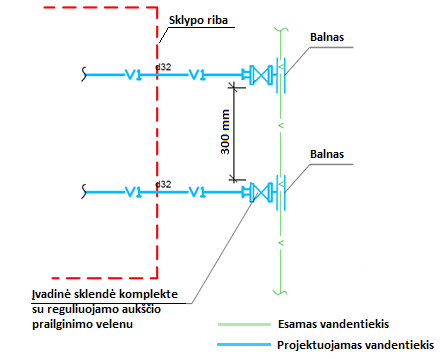 Sklypo riba
Balnas
d32
V1
V1
300 mm
Balnas
d32
V1
V1
Įvadinė sklendė komplekte
su reguliuojamo aukščio
prailginimo velenu
Esamas vandentiekis
Projektuojamas vandentiekis